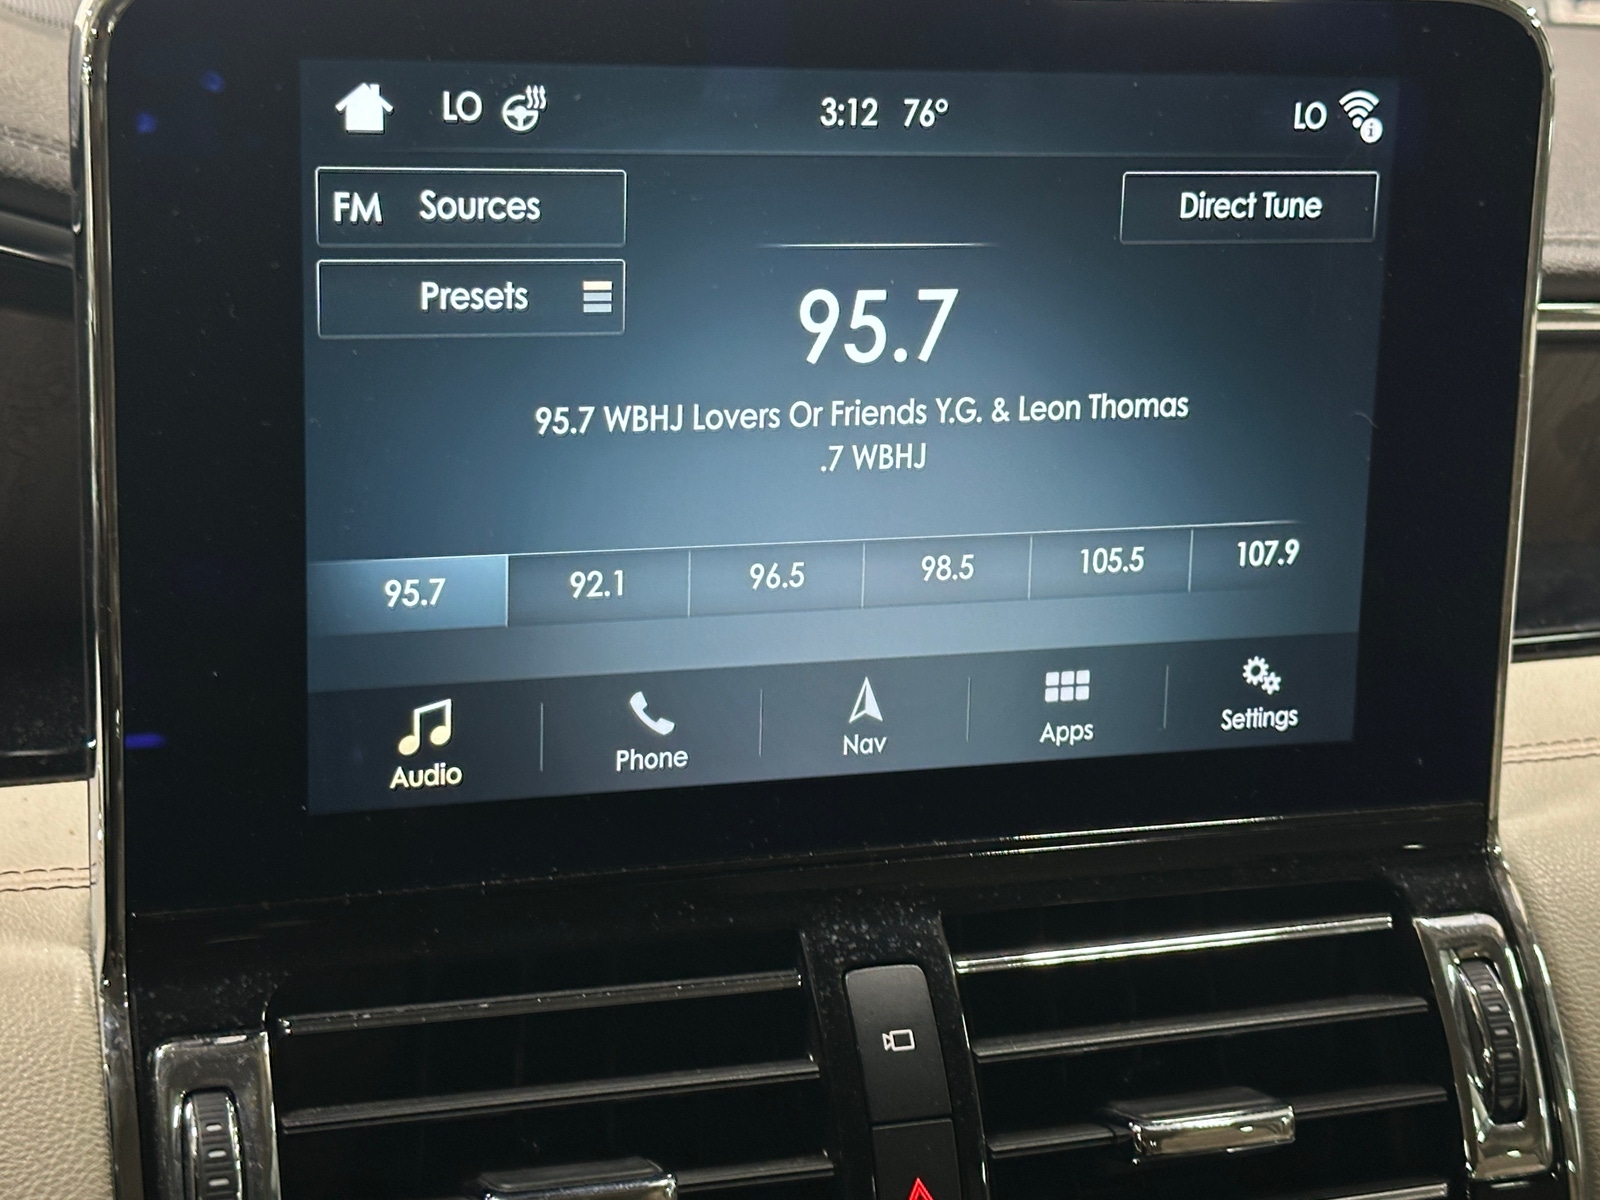 LO 3:12 76° LO
FM Sources
Direct Tune
Presets
95.7
95.7 WBHJ Lovers Or Friends Y.G. & Leon Thomas
.7 WBHJ
95.7 92.1 96.5 98.5 105.5 107.9
Audio Phone Nav Apps Settings